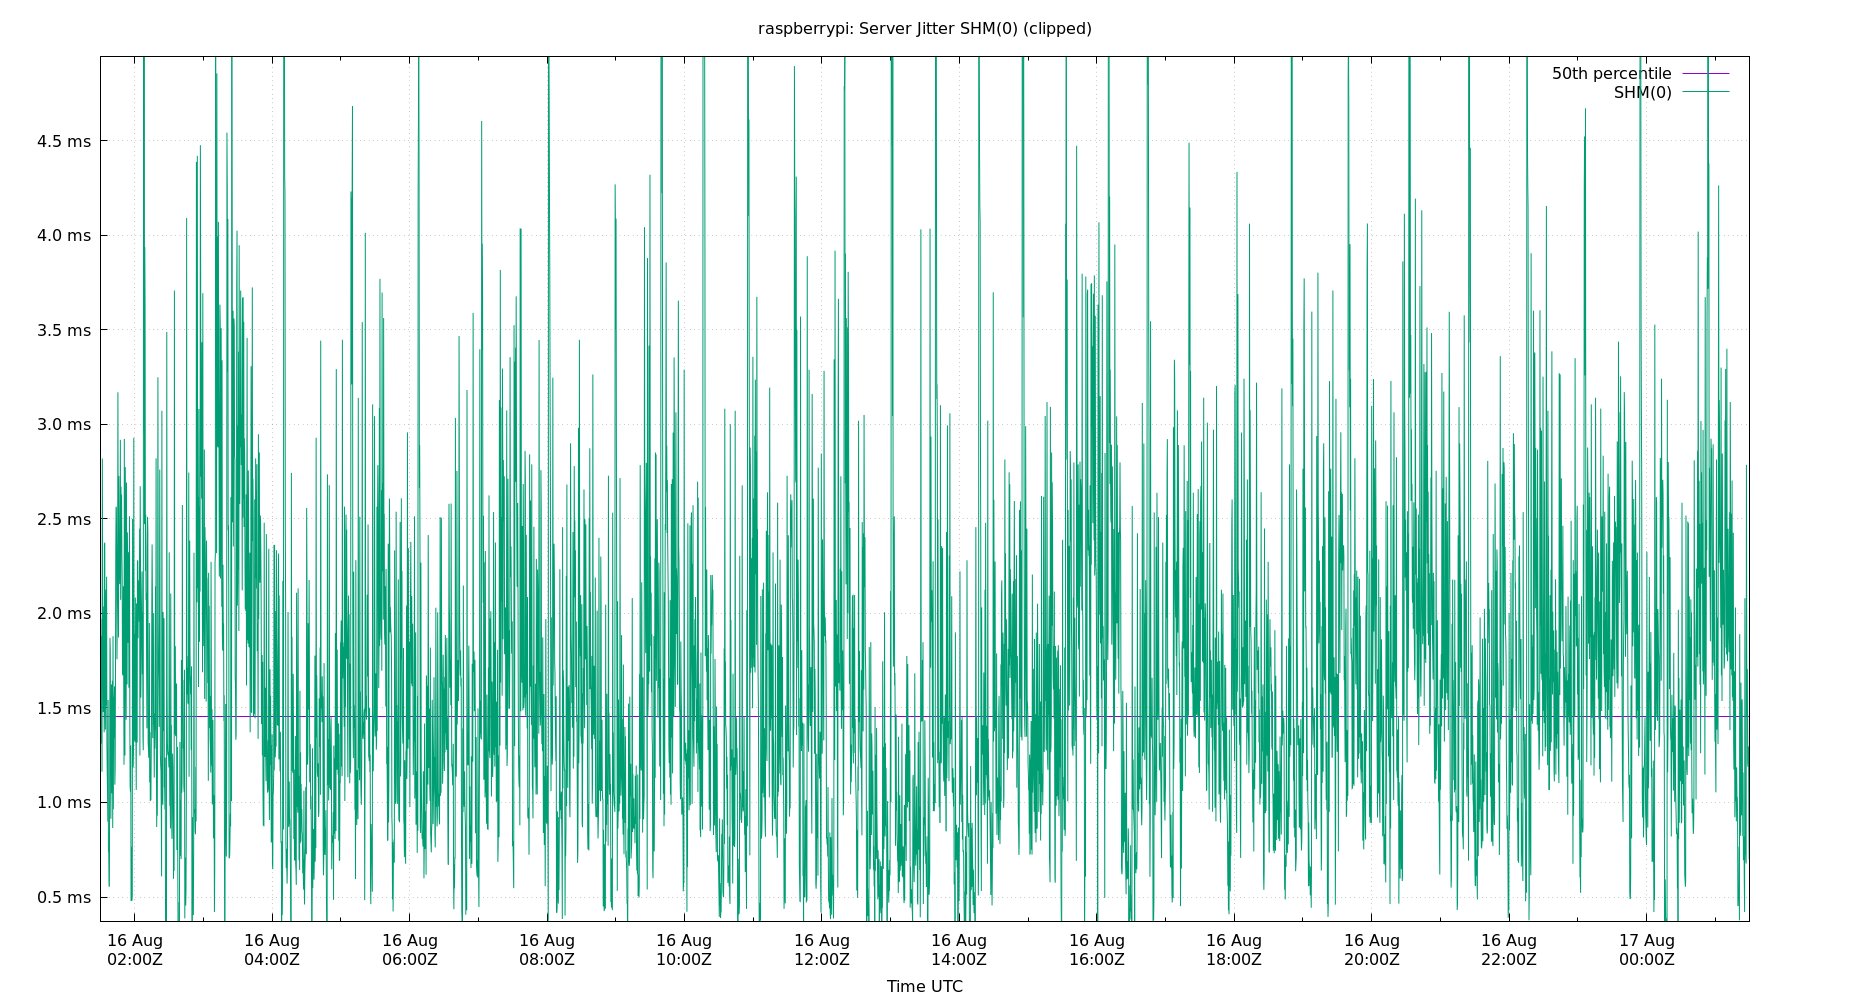 raspberrypi: Server Jitter SHM(0) (clipped)
50th percentile
SHM(0)
4.5 ms
4.0 ms
3.5 ms
3.0 ms
2.5 ms
2.0 ms
1.5 ms
1.0 ms
0.5 ms
16 Aug 16 Aug 16 Aug 16 Aug 16 Aug 16 Aug 16 Aug 16 Aug 16 Aug 16 Aug 16 Aug 17 Aug
02:00Z 04:00Z 06:00Z 08:00Z 10:00Z 12:00Z 14:00Z 16:00Z 18:00Z 20:00Z 22:00Z 00:00Z
Time UTC